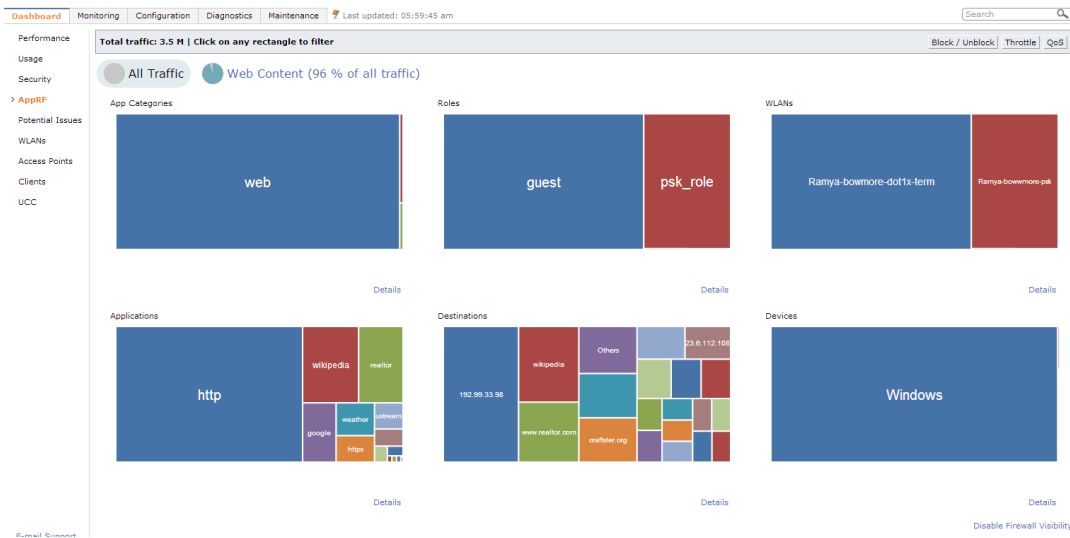 Dashboard Monitoring Configuration Diagnostics Maintenance Last updated: 05:59:45 am Search
Performance
Usage
Security
> AppRF
Potential Issues
WLANs
Access Points
Clients
UCC
E-mail Support
Total traffic: 3.5 M | Click on any rectangle to filter Block / Unblock Throttle QoS
All Traffic Web Content (96 % of all traffic)
App Categories Roles WLANs
web guest psk_role Ramya-bowmore-dot1x-term Ramya-bowwmore-psk
Details Details Details
Applications Destinations Devices
http wikipedia realtor google weather ustream https
192.99.33.98 wikipedia www.realtor.com Others craftster.org 23.6.112.108
Windows
Details Details Details
Disable Firewall Visibility